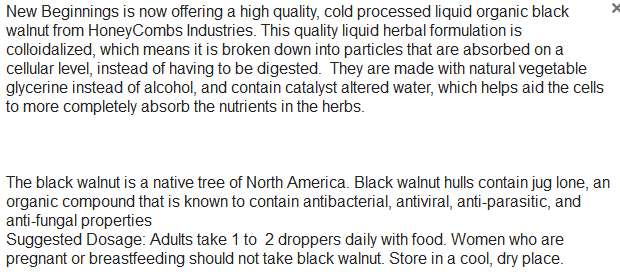 New Beginnings is now offering a high quality, cold processed liquid organic black
walnut from HoneyCombs Industries. This quality liquid herbal formulation is
colloidalized, which means it is broken down into particles that are absorbed on a
cellular level, instead of having to be digested.  They are made with natural vegetable
glycerine instead of alcohol, and contain catalyst altered water, which helps aid the cells
to more completely absorb the nutrients in the herbs.
The black walnut is a native tree of North America. Black walnut hulls contain jug lone, an
organic compound that is known to contain antibacterial, antiviral, anti-parasitic, and
anti-fungal properties
Suggested Dosage: Adults take 1 to  2 droppers daily with food. Women who are
pregnant or breastfeeding should not take black walnut. Store in a cool, dry place.